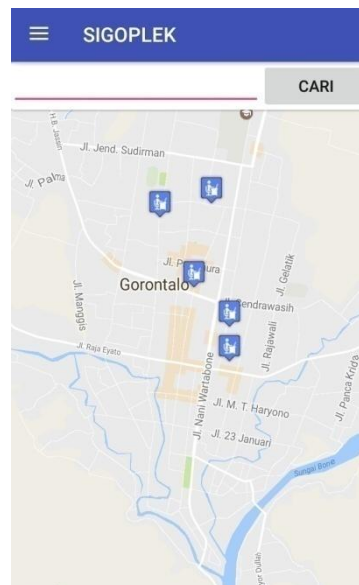 SIGOPLEK
CARI
H.B. Jassin
Jl. Jend. Sudirman
Jl. Palma
Gorontalo
Jl. Gelatik
Jl. Manggis
Jl. Rajawali
Jl. Raja Eyato
Jl. Nani Wartabone
Jl. M. T. Haryono
Jl. Panca
Jl. 23 Januari
Sungai Bone